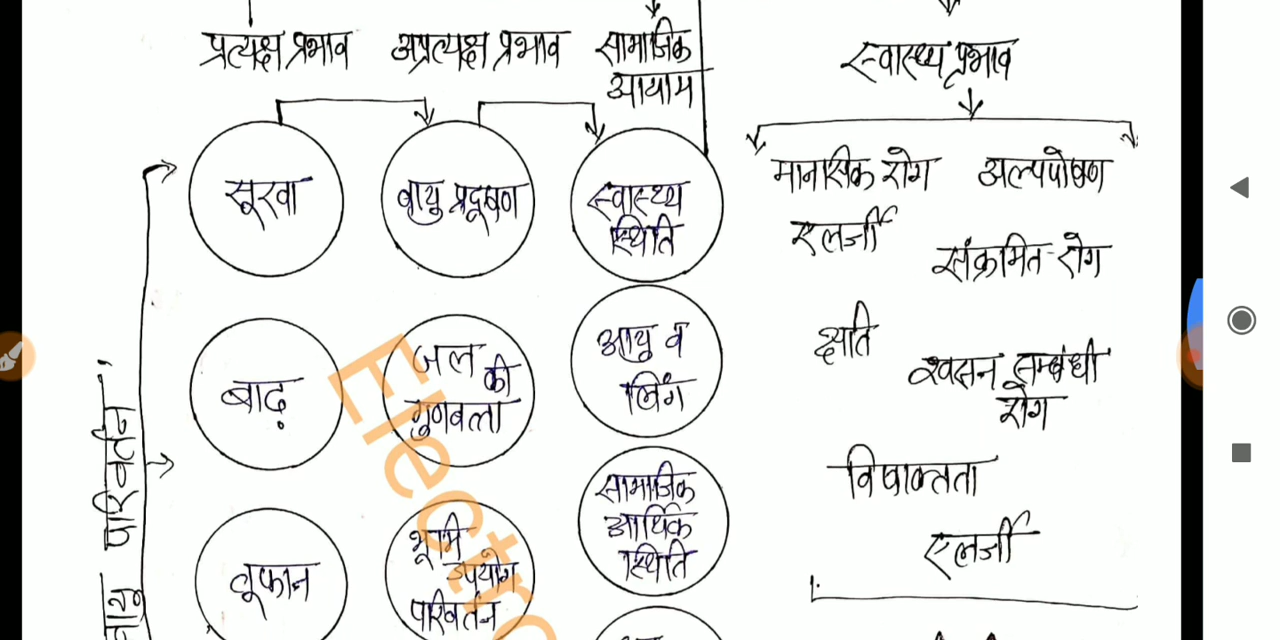 प्रत्यक्ष प्रभाव
अप्रत्यक्ष प्रभाव
सामाजिक
आयाम
स्वास्थ्य प्रभाव
सूखा
वायु प्रदूषण
स्वास्थ्य
स्थिति
मानसिक रोग
अल्पपोषण
एलर्जी
संक्रमित रोग
बाढ़
जल की
गुणवत्ता
आयु व
लिंग
क्षति
श्वसन सम्बंधी
रोग
तूफान
भूमि
उपयोग
परिवर्तन
सामाजिक
आर्थिक
स्थिति
विषाक्तता
एलर्जी
परिवर्तन
Electro